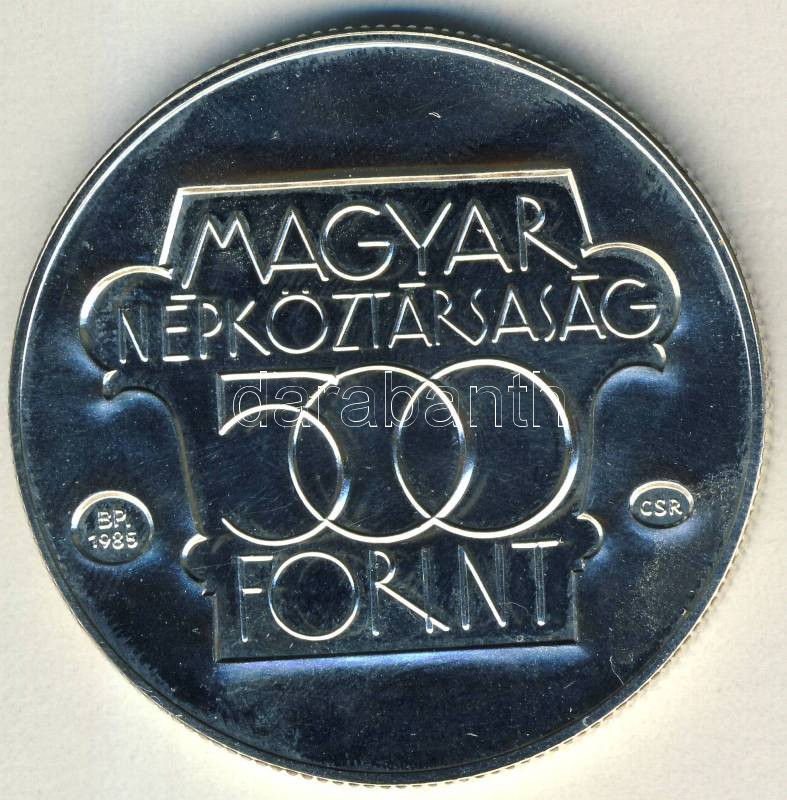 MAGYAR
NÉPKÖZTÁRSASÁG
500
darabanth
BP.
1985
CSR
FORINT